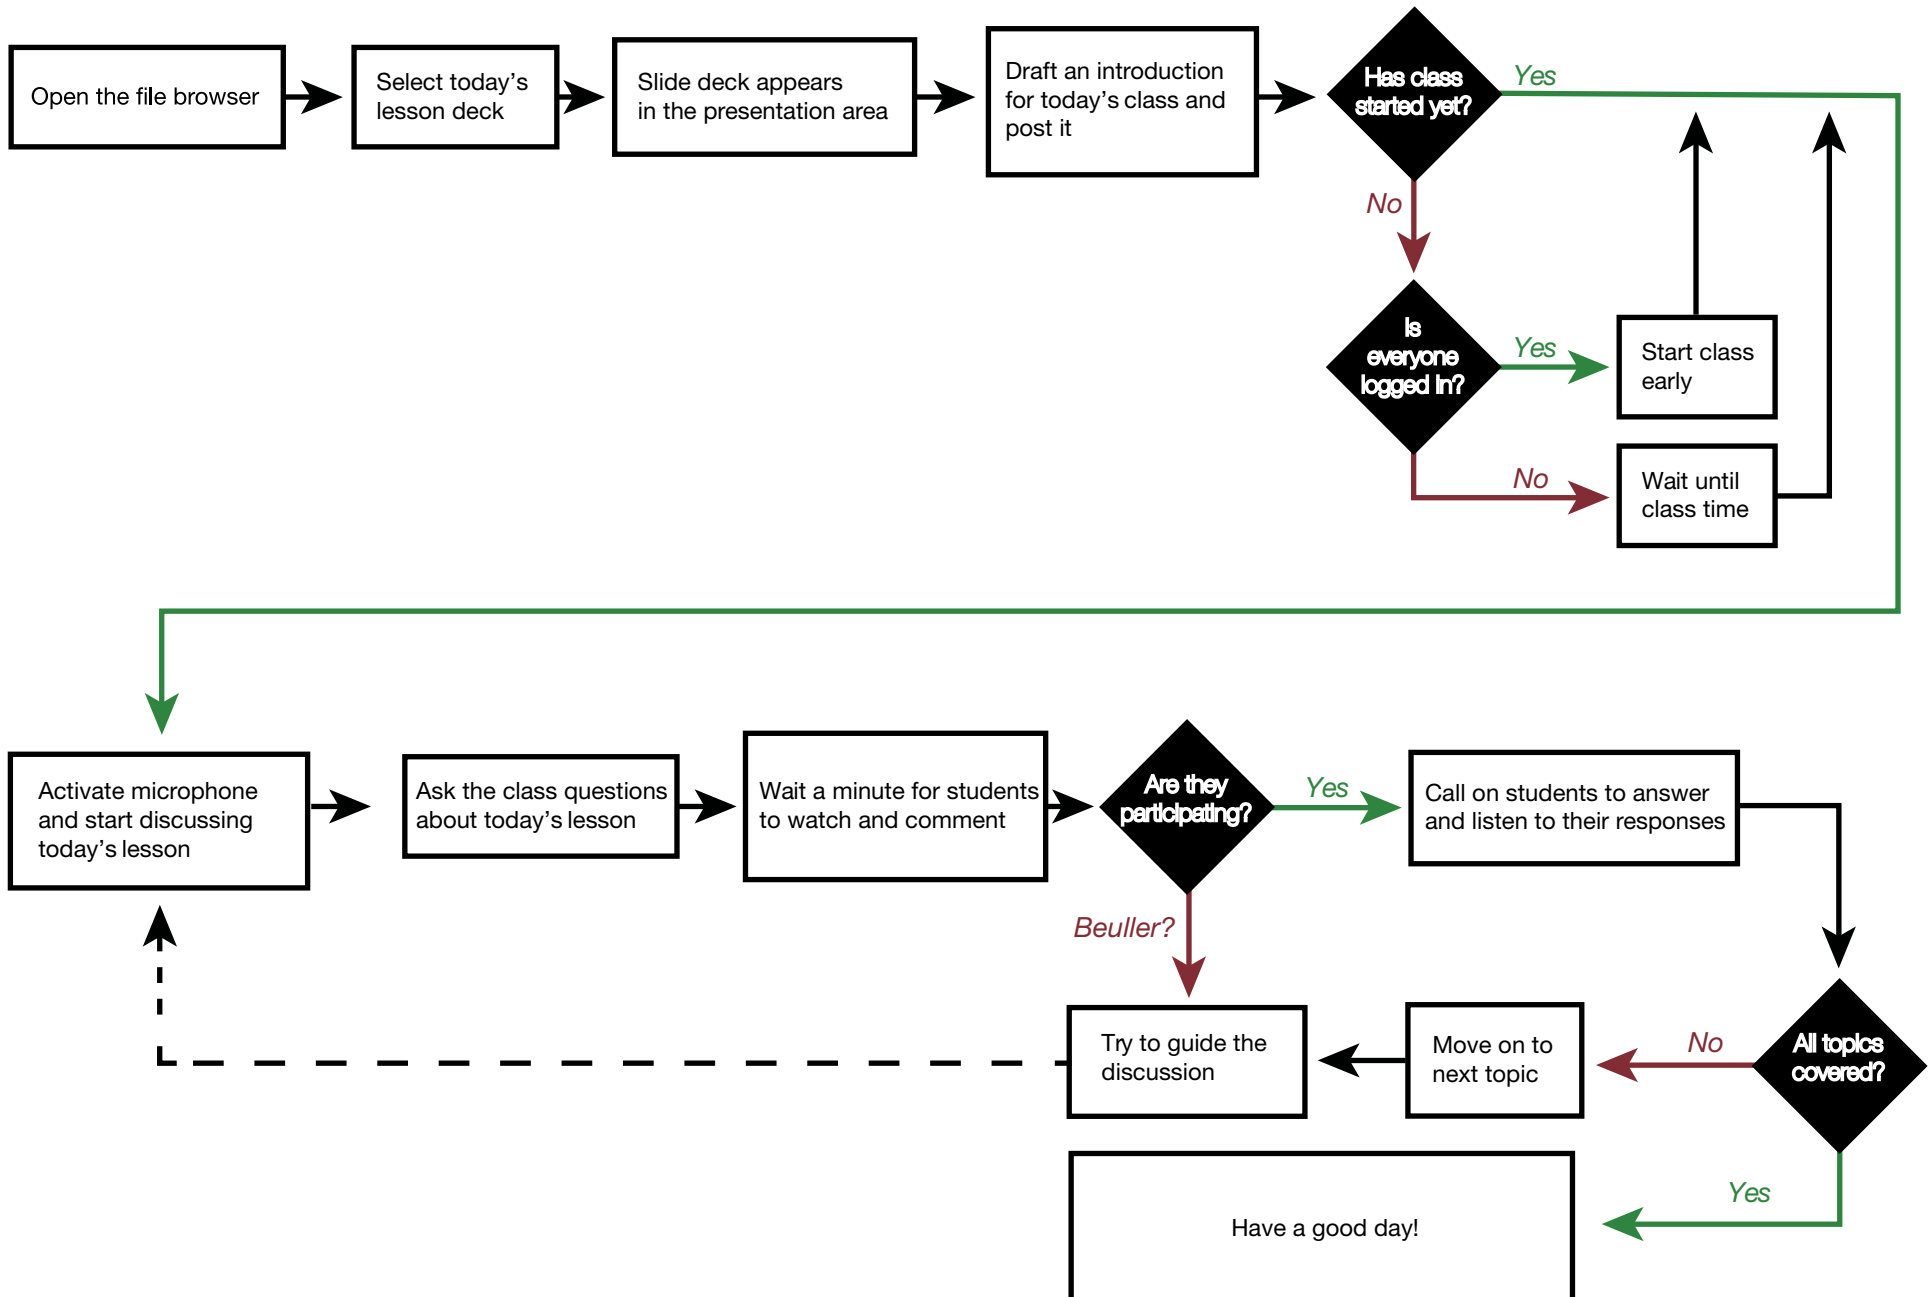 Open the file browser
Select today's
lesson deck
Slide deck appears
in the presentation area
Draft an introduction
for today's class and
post it
Has class
started yet?
Yes
No
Is
everyone
logged in?
Yes
Start class
early
No
Wait until
class time
Activate microphone
and start discussing
today's lesson
Ask the class questions
about today's lesson
Wait a minute for students
to watch and comment
Are they
participating?
Yes
Call on students to answer
and listen to their responses
Beuller?
Try to guide the
discussion
Move on to
next topic
No
All topics
covered?
Yes
Have a good day!